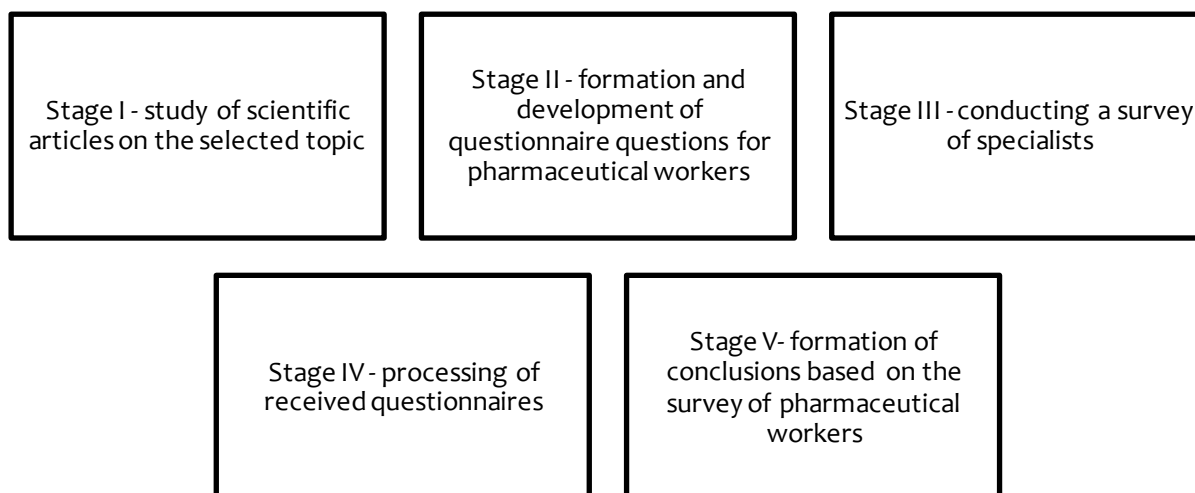 Stage I - study of scientific
articles on the selected topic
Stage II - formation and
development of
questionnaire questions for
pharmaceutical workers
Stage III - conducting a survey
of specialists
Stage IV - processing of
received questionnaires
Stage V- formation of
conclusions based on the
survey of pharmaceutical
workers